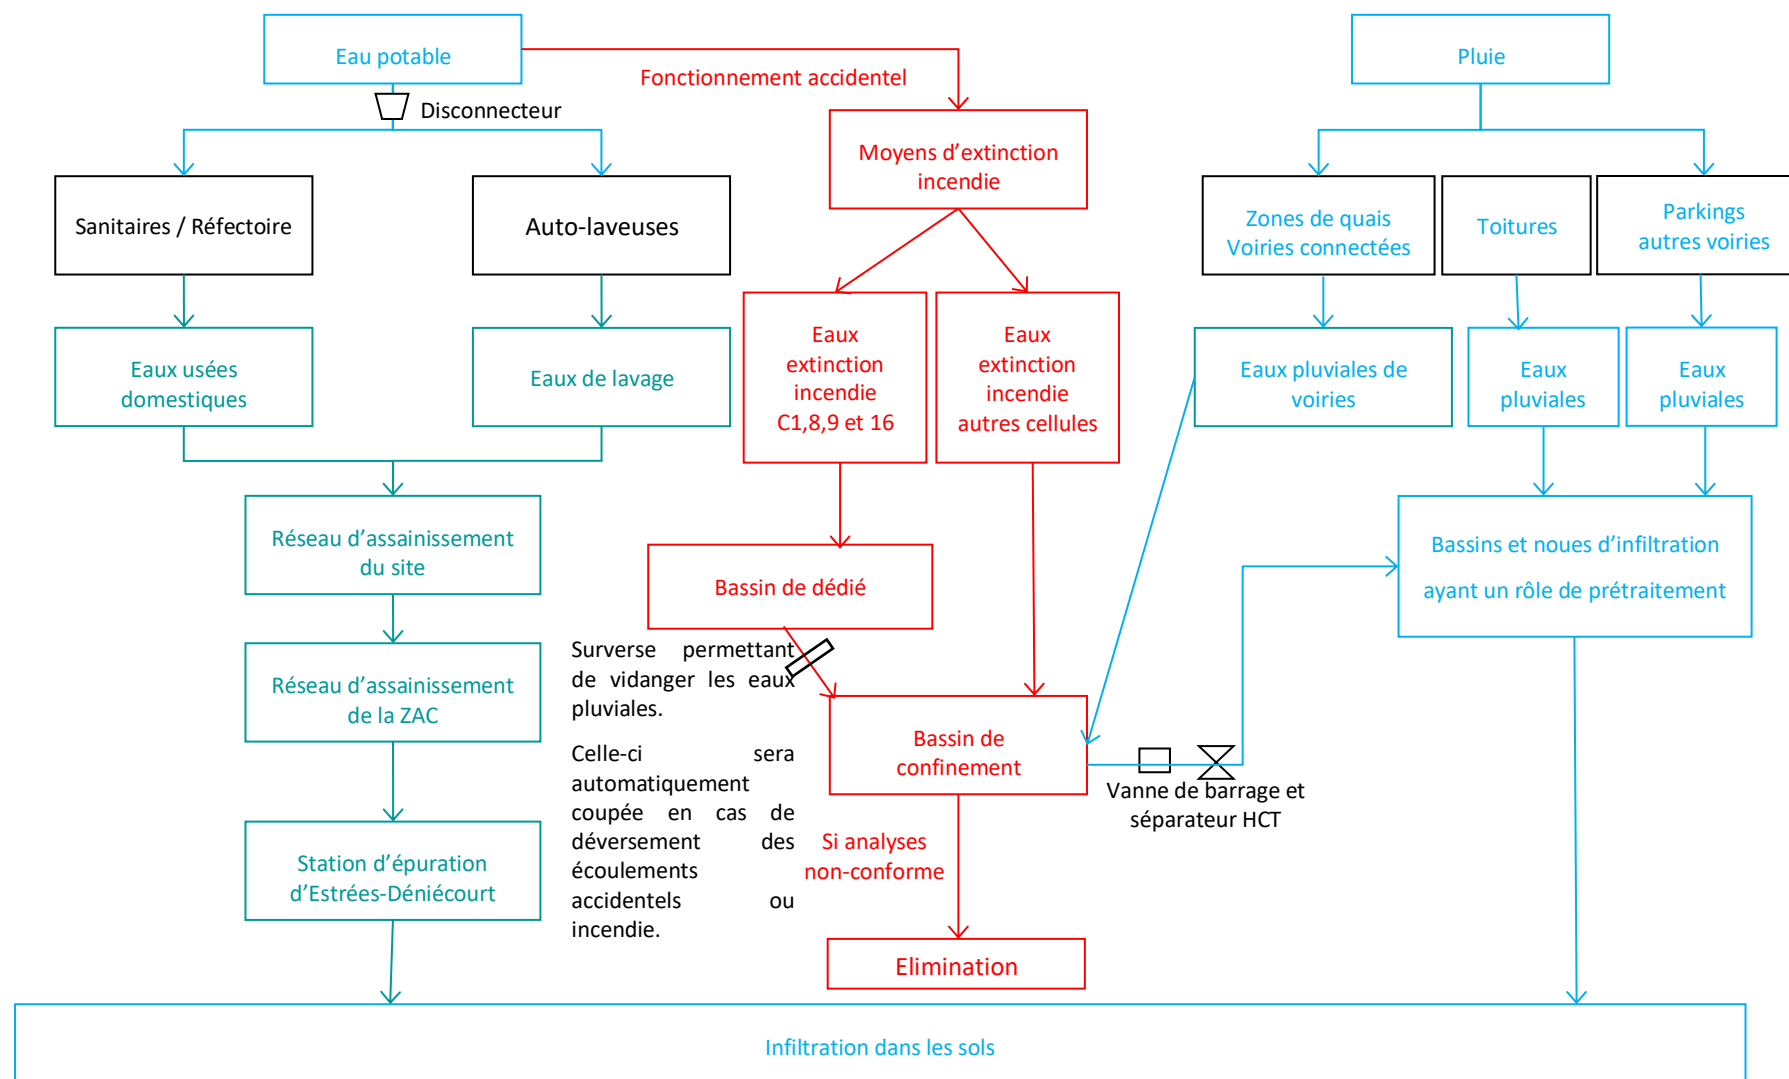 Eau potable
Fonctionnement accidentel
Pluie
Disconnecteur
Moyens d’extinction
incendie
Sanitaires / Réfectoire
Auto-laveuses
Zones de quais
Voiries connectées
Toitures
Parkings
autres voiries
Eaux usées
domestiques
Eaux de lavage
Eaux
extinction
incendie
C1,8,9 et 16
Eaux
extinction
incendie
autres cellules
Eaux pluviales de
voiries
Eaux
pluviales
Eaux
pluviales
Réseau d’assainissement
du site
Bassin de dédié
Bassins et noues d’infiltration
ayant un rôle de prétraitement
Surverse permettant
de vidanger les eaux
pluviales.
Celle-ci sera
automatiquement
coupée en cas de
déversement des
écoulements
accidentels ou
incendie.
Réseau d’assainissement
de la ZAC
Bassin de
confinement
Vanne de barrage et
séparateur HCT
Si analyses
non-conforme
Station d’épuration
d’Estrées-Déniécourt
Elimination
Infiltration dans les sols